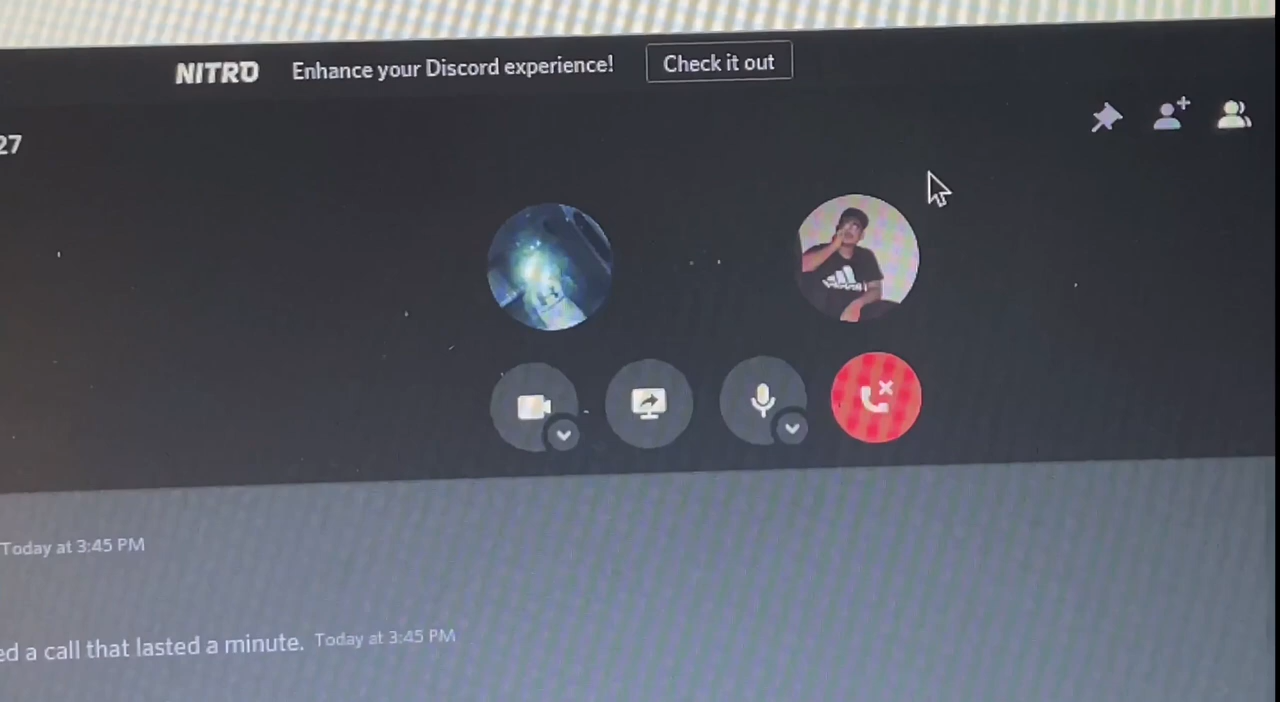 NITRO Enhance your Discord experience! Check it out
27
Today at 3:45 PM
ed a call that lasted a minute. Today at 3:45 PM